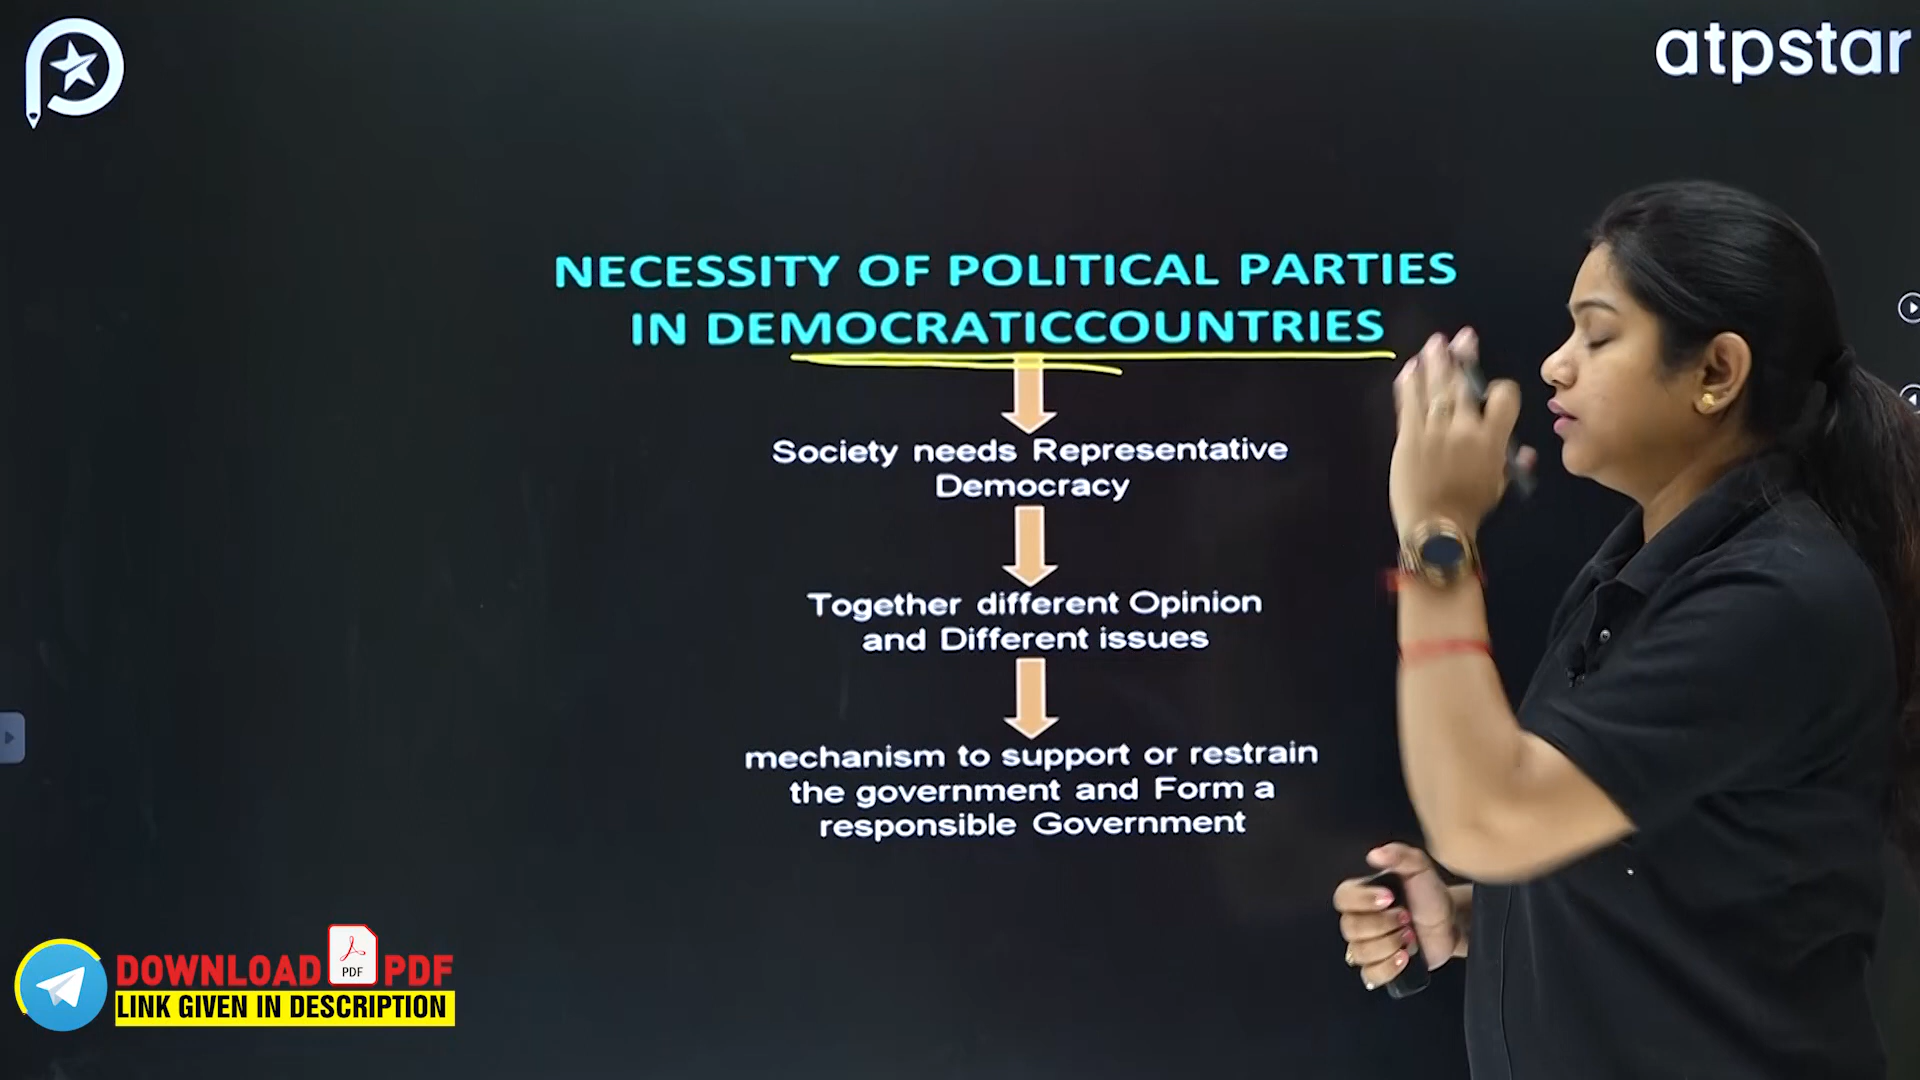 atpstar
NECESSITY OF POLITICAL PARTIES
IN DEMOCRATICCOUNTRIES
Society needs Representative
Democracy
Together different Opinion
and Different issues
mechanism to support or restrain
the government and Form a
responsible Government
DOWNLOAD PDF PDF
LINK GIVEN IN DESCRIPTION